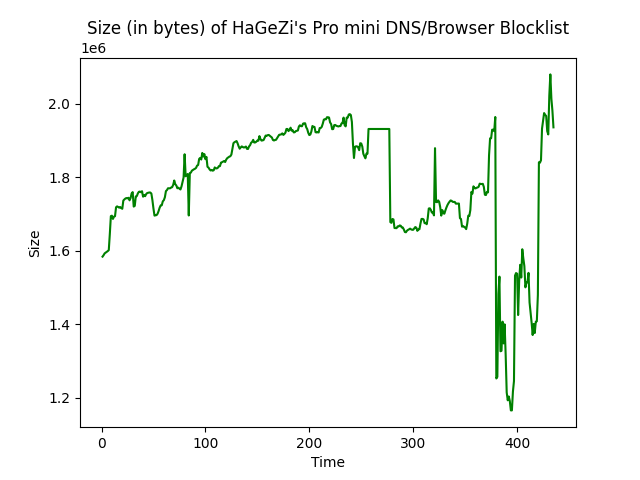 Size (in bytes) of HaGeZi's Pro mini DNS/Browser Blocklist
1e6
2.0
1.8
1.6
1.4
1.2
Size
0 100 200 300 400
Time